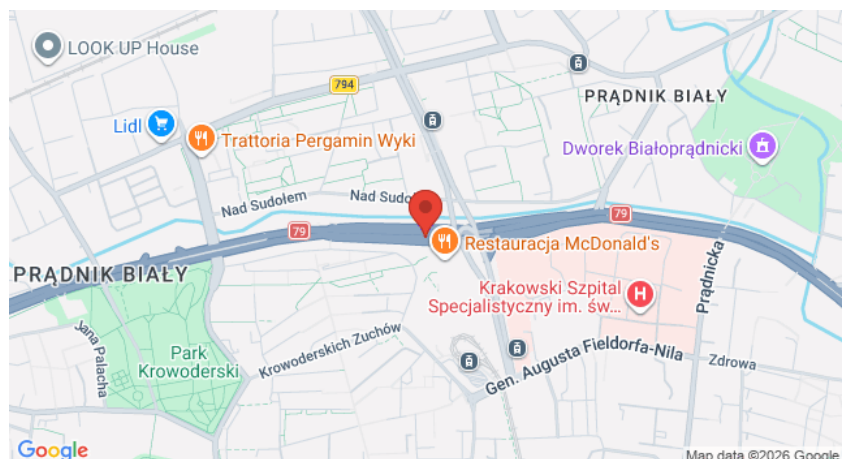 LOOK UP House
794
PRĄDNIK BIAŁY
Lidl
Trattoria Pergamin Wyki
Dworek Białoprądnicki
Nad Sudołem
Nad Sudołem
79
79
Restauracja McDonald's
PRĄDNIK BIAŁY
Krakowski Szpital
Specjalistyczny im. św...
H
Prądnicka
Jana Palacha
Park
Krowoderski
Krowoderskich Zuchów
Gen. Augusta Fieldorfa-Nila
Zdrowa
Google
Map data ©2026 Google